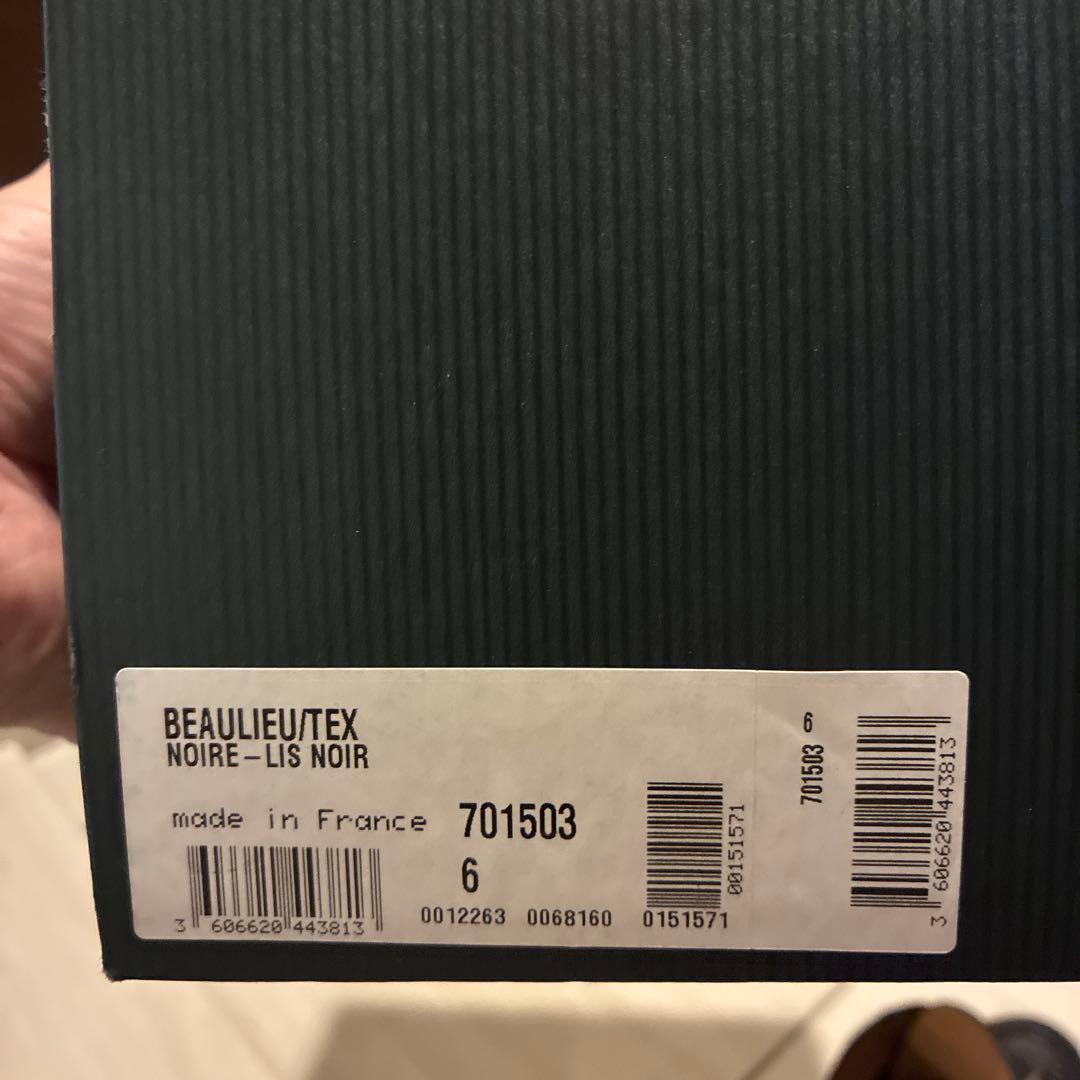 BEAULIEU/TEX
NOIRE-LIS NOIR
made in France 701503
6
3 606620 443813
0012263 0068160 0151571
00151571
701503 6
3 606620 443813